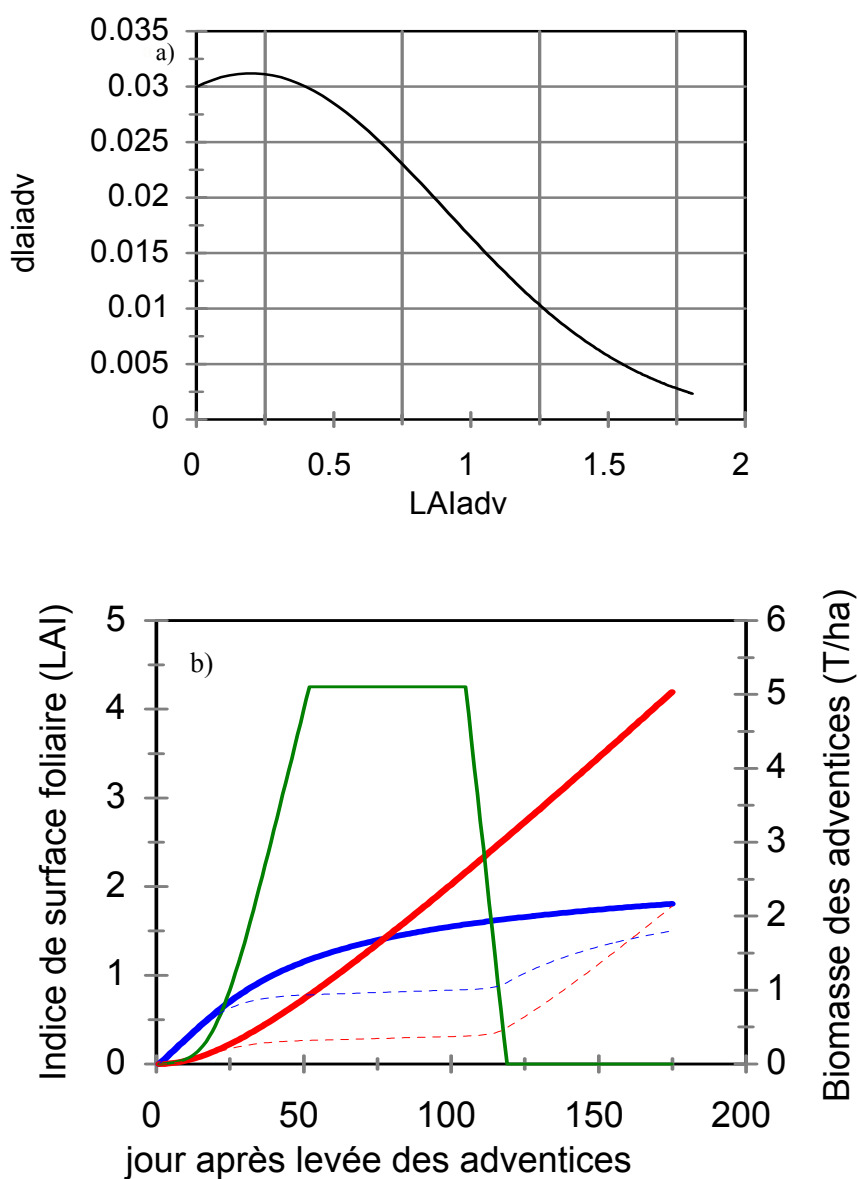 a)
0.035
0.03
0.025
0.02
0.015
0.01
0.005
0
dlaiadv
0 0.5 1 1.5 2
LAIadv
b)
5
4
3
2
1
0
Indice de surface foliaire (LAI)
6
5
4
3
2
1
0
Biomasse des adventices (T/ha)
0 50 100 150 200
jour après levée des adventices